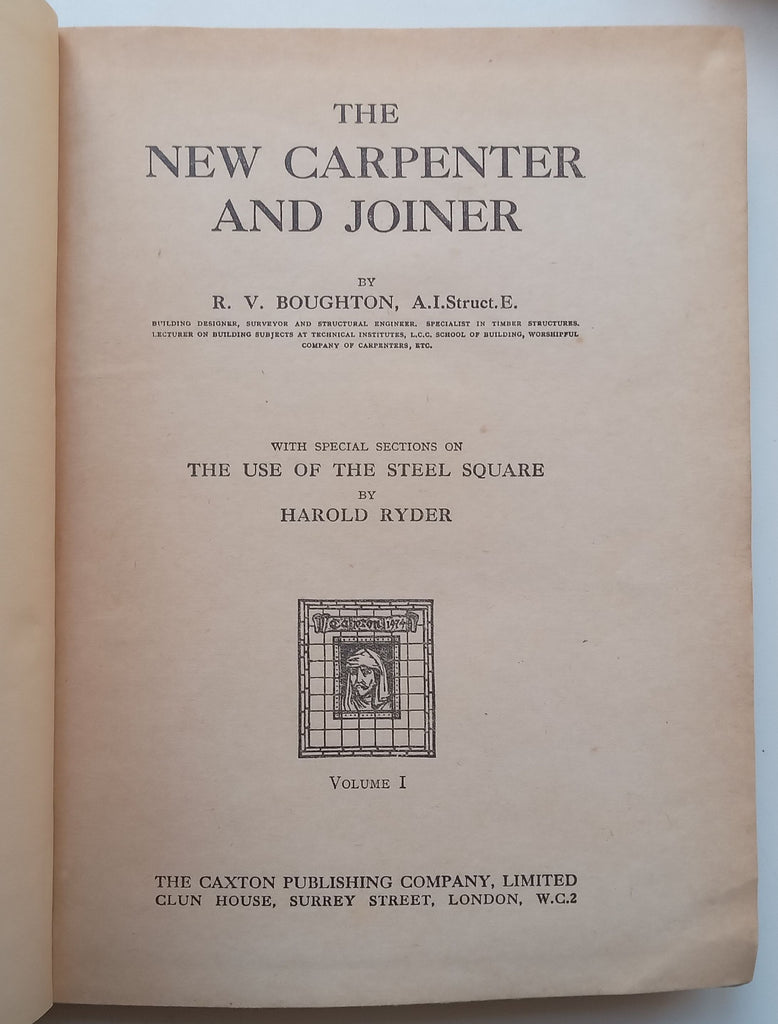 THE
NEW CARPENTER
AND JOINER
BY
R. V. BOUGHTON, A.I.Struct.E.
BUILDING DESIGNER, SURVEYOR AND STRUCTURAL ENGINEER. SPECIALIST IN TIMBER STRUCTURES.
LECTURER ON BUILDING SUBJECTS AT TECHNICAL INSTITUTES, L.C.C. SCHOOL OF BUILDING, WORSHIPFUL
COMPANY OF CARPENTERS, ETC.
WITH SPECIAL SECTIONS ON
THE USE OF THE STEEL SQUARE
BY
HAROLD RYDER
Caxton 1474
VOLUME I
THE CAXTON PUBLISHING COMPANY, LIMITED
CLUN HOUSE, SURREY STREET, LONDON, W.C.2